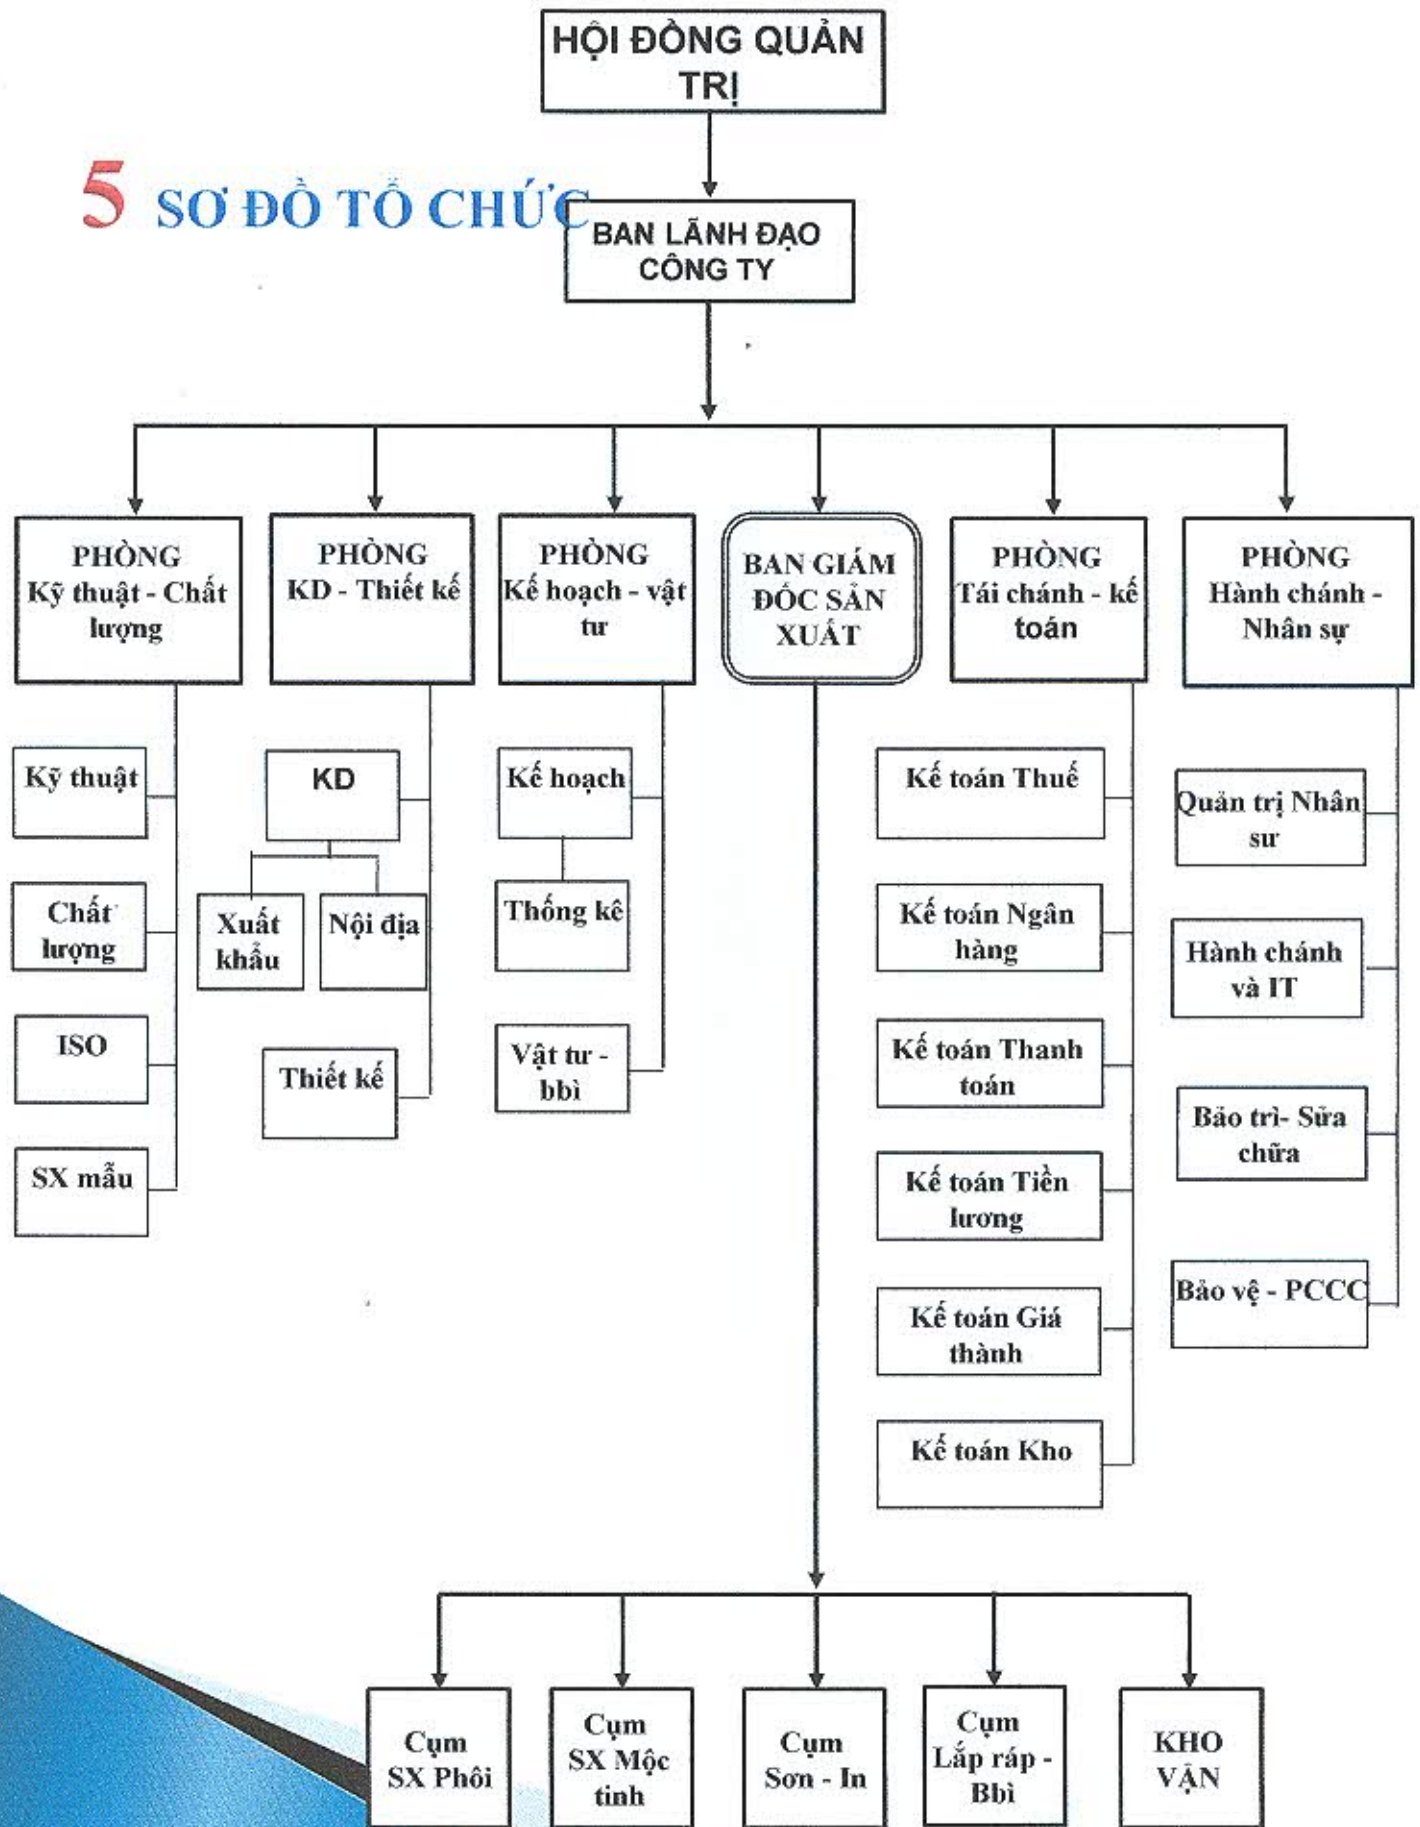 HỘI ĐỒNG QUẢN
TRỊ
5 SƠ ĐỒ TỔ CHỨC
BAN LÃNH ĐẠO
CÔNG TY
PHÒNG
Kỹ thuật - Chất
lượng
PHÒNG
KD - Thiết kế
PHÒNG
Kế hoạch - vật
tư
BAN GIÁM
ĐỐC SẢN
XUẤT
PHÒNG
Tái chánh - kế
toán
PHÒNG
Hành chánh -
Nhân sự
Kỹ thuật
Chất
lượng
ISO
SX mẫu
KD
Xuất
khẩu
Nội địa
Thiết kế
Kế hoạch
Thống kê
Vật tư -
bbì
Kế toán Thuế
Kế toán Ngân
hàng
Kế toán Thanh
toán
Kế toán Tiền
lương
Kế toán Giá
thành
Kế toán Kho
Quản trị Nhân
sư
Hành chánh
và IT
Bảo trì- Sửa
chữa
Bảo vệ - PCCC
Cụm
SX Phôi
Cụm
SX Mộc
tinh
Cụm
Sơn - In
Cụm
Lắp ráp -
Bbì
KHO
VẬN